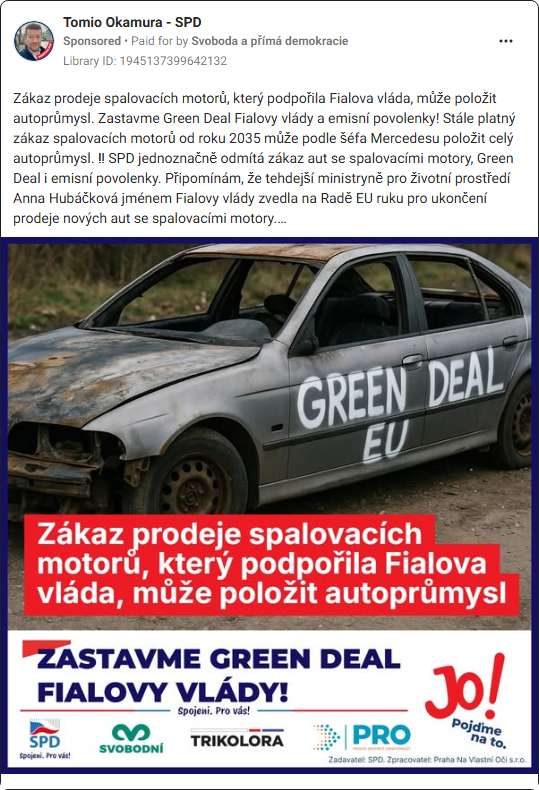 Tomio Okamura - SPD
Sponsored • Paid for by Svoboda a přímá demokracie
Library ID: 1945137399642132
Zákaz prodeje spalovacích motorů, který podpořila Fialova vláda, může položit
autoprůmysl. Zastavme Green Deal Fialovy vlády a emisní povolenky! Stále platný
zákaz spalovacích motorů od roku 2035 může podle šéfa Mercedesu položit celý
autoprůmysl. ‼ SPD jednoznačně odmítá zákaz aut se spalovacími motory, Green
Deal i emisní povolenky. Připomínám, že tehdejší ministryně pro životní prostředí
Anna Hubáčková jménem Fialovy vlády zvedla na Radě EU ruku pro ukončení
prodeje nových aut se spalovacími motory....
GREEN DEAL
EU
Zákaz prodeje spalovacích
motorů, který podpořila Fialova
vláda, může položit autoprůmysl
ZASTAVME GREEN DEAL
FIALOVY VLÁDY!
Spojeni. Pro vás!
Jo!
Pojďme
na to.
SPD
Spojeni. Pro vás!
SVOBODNÍ
TRIKOLORA
PRO
Zadavatel: SPD. Zpracovatel: Praha Na Vlastní Oči s.r.o.